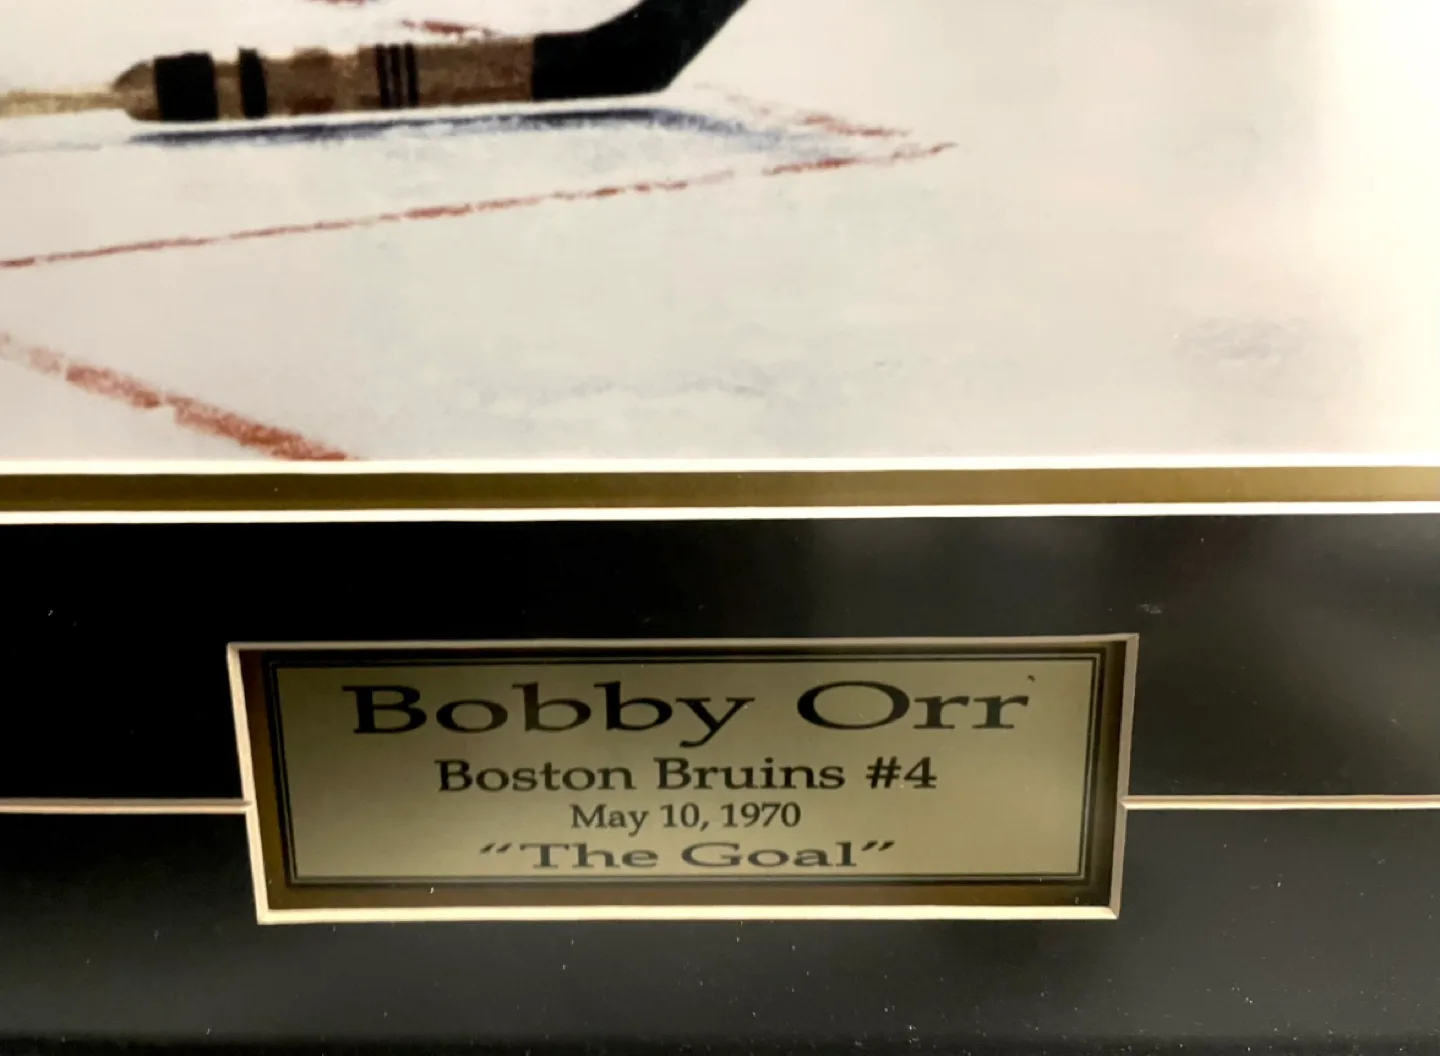 Bobby Orr
Boston Bruins #4
May 10, 1970
“The Goal”